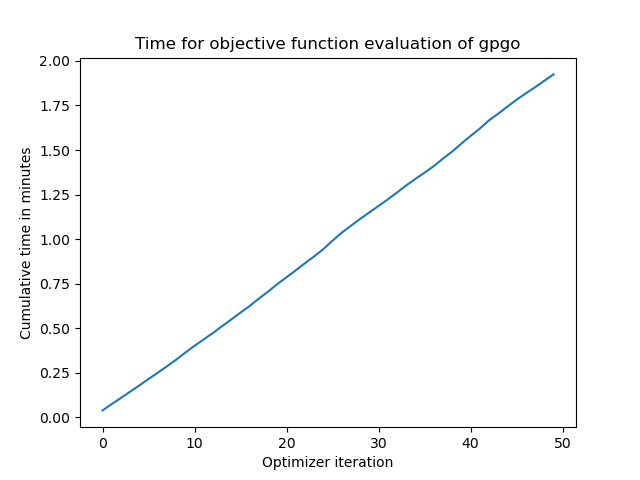 Time for objective function evaluation of gpgo
2.00
1.75
1.50
1.25
1.00
0.75
0.50
0.25
0.00
Cumulative time in minutes
0 10 20 30 40 50
Optimizer iteration